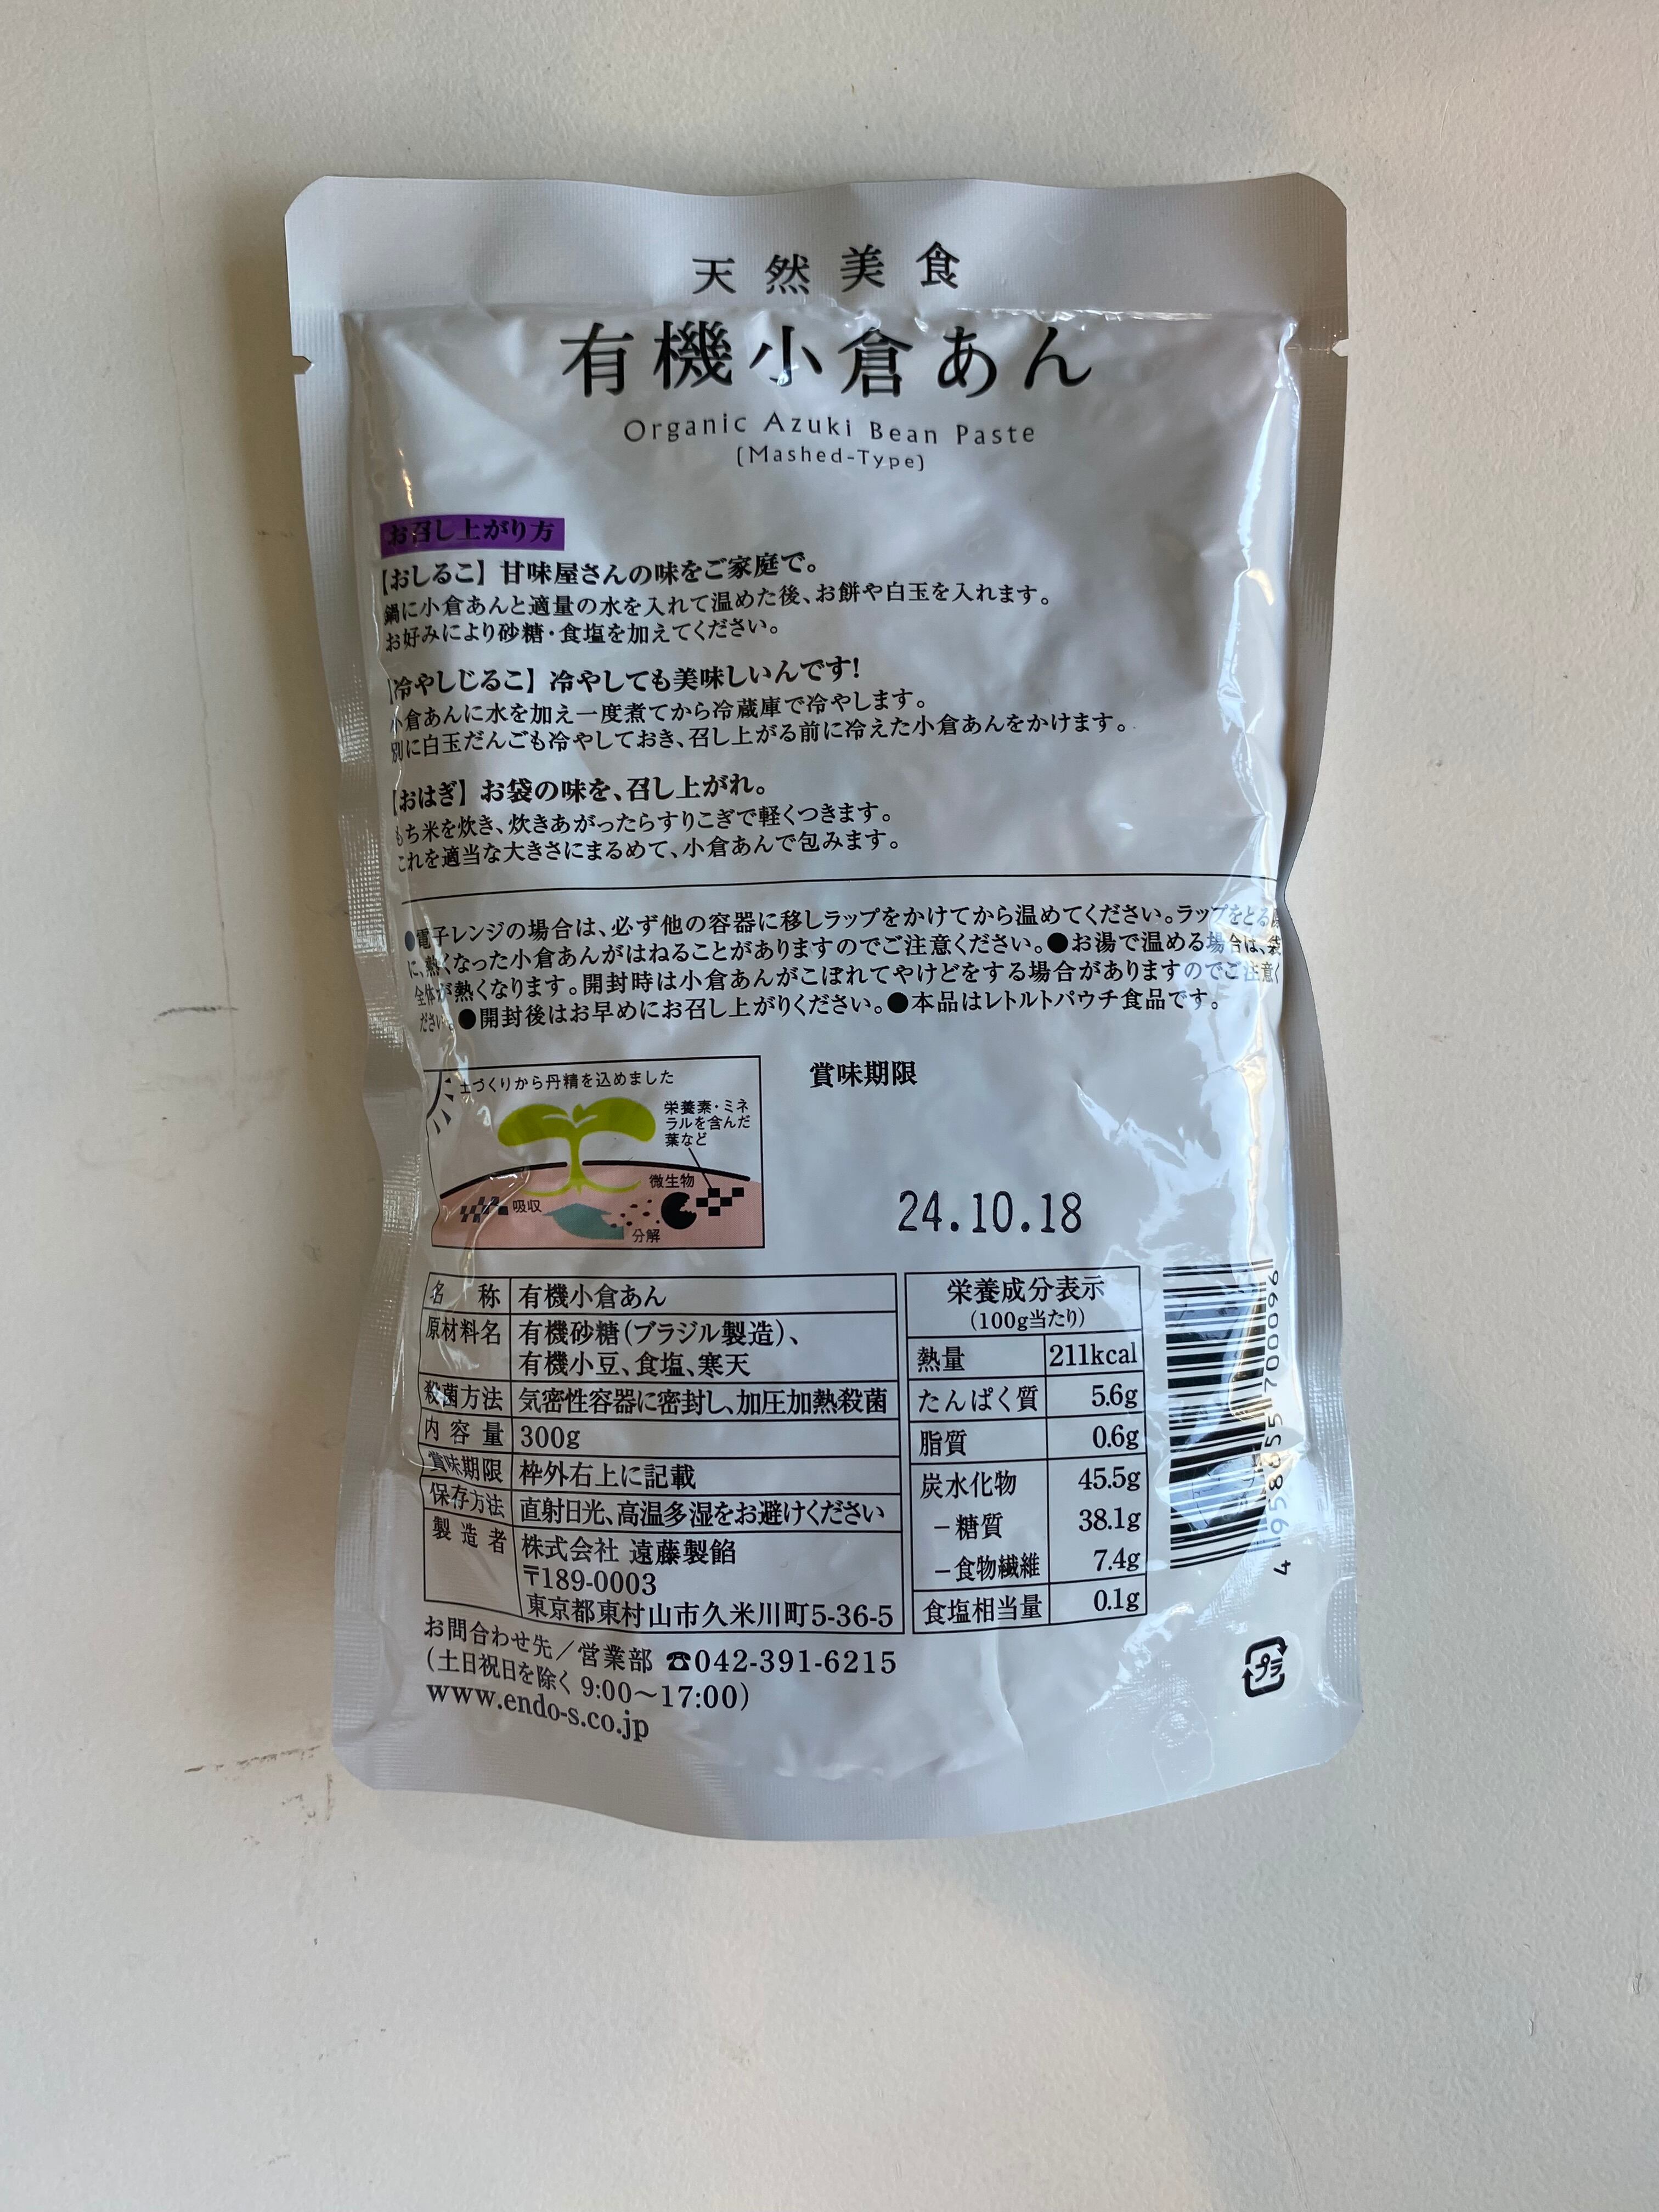 天然美食
有機小倉あん
Organic Azuki Bean Paste
(Mashed-Type)
お召し上がり方
【おしるこ】甘味屋さんの味をご家庭で。
鍋に小倉あんと適量の水を入れて温めた後、お餅や白玉を入れます。
お好みにより砂糖・食塩を加えてください。
【冷やしじるこ】冷やしても美味しいんです!
小倉あんに水を加え一度煮てから冷蔵庫で冷やします。
別に白玉だんごも冷やしておき、召し上がる前に冷えた小倉あんをかけます。
【おはぎ】お袋の味を、召し上がれ。
もち米を炊き、炊きあがったらすりこぎで軽くつきます。
これを適当な大きさにまるめて、小倉あんで包みます。
●電子レンジの場合は、必ず他の容器に移しラップをかけてから温めてください。ラップをとる際
に、熱くなった小倉あんがはねることがありますのでご注意ください。●お湯で温める場合は、袋
全体が熱くなります。開封時は小倉あんがこぼれてやけどをする場合がありますのでご注意く
ださい。●開封後はお早めにお召し上がりください。●本品はレトルトパウチ食品です。
土づくりから丹精を込めました
栄養素・ミネ
ラルを含んだ
葉など
微生物
吸収
分解
賞味期限
24.10.18
名称 有機小倉あん
原材料名 有機砂糖(ブラジル製造)、
有機小豆、食塩、寒天
殺菌方法 気密性容器に密封し、加圧加熱殺菌
内容量 300g
賞味期限 枠外右上に記載
保存方法 直射日光、高温多湿をお避けください
製造者 株式会社 遠藤製餡
〒189-0003
東京都東村山市久米川町5-36-5
お問合わせ先/営業部 ☎042-391-6215
(土日祝日を除く 9:00〜17:00)
www.endo-s.co.jp
栄養成分表示
(100g当たり)
熱量 211kcal
たんぱく質 5.6g
脂質 0.6g
炭水化物 45.5g
−糖質 38.1g
−食物繊維 7.4g
食塩相当量 0.1g
プラ